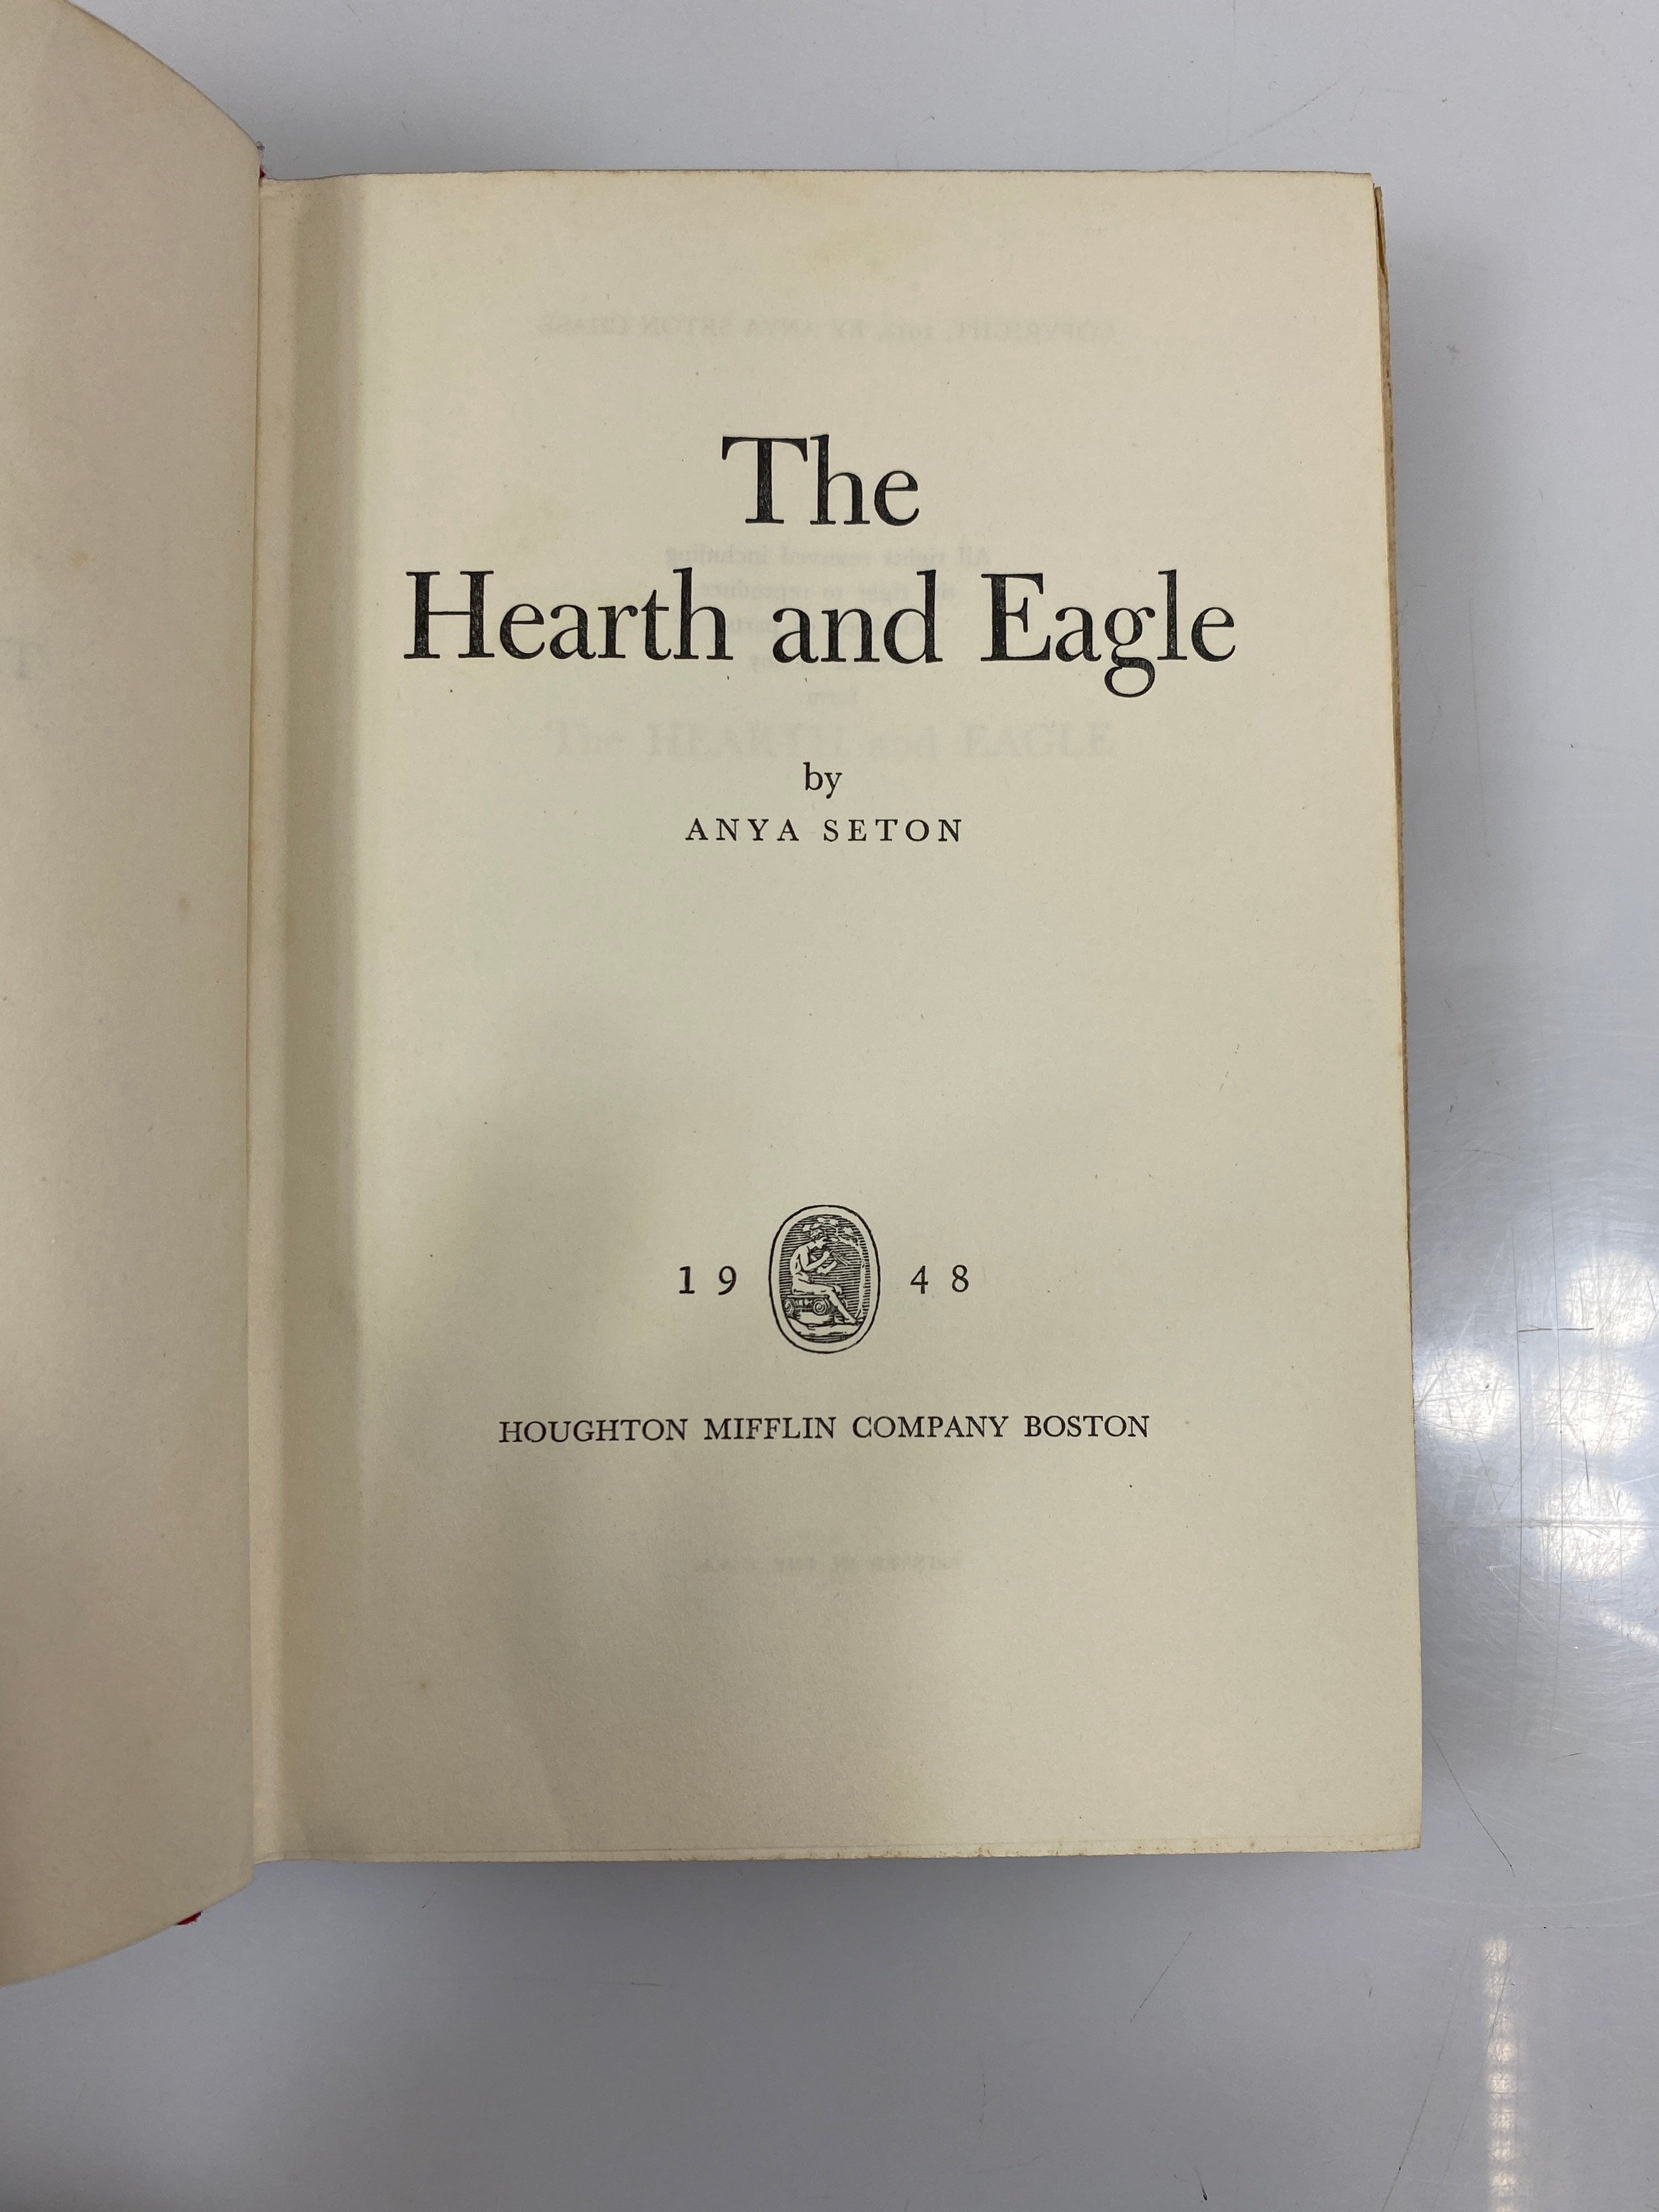 The
Hearth and Eagle
by
ANYA SETON
19 48
HOUGHTON MIFFLIN COMPANY BOSTON